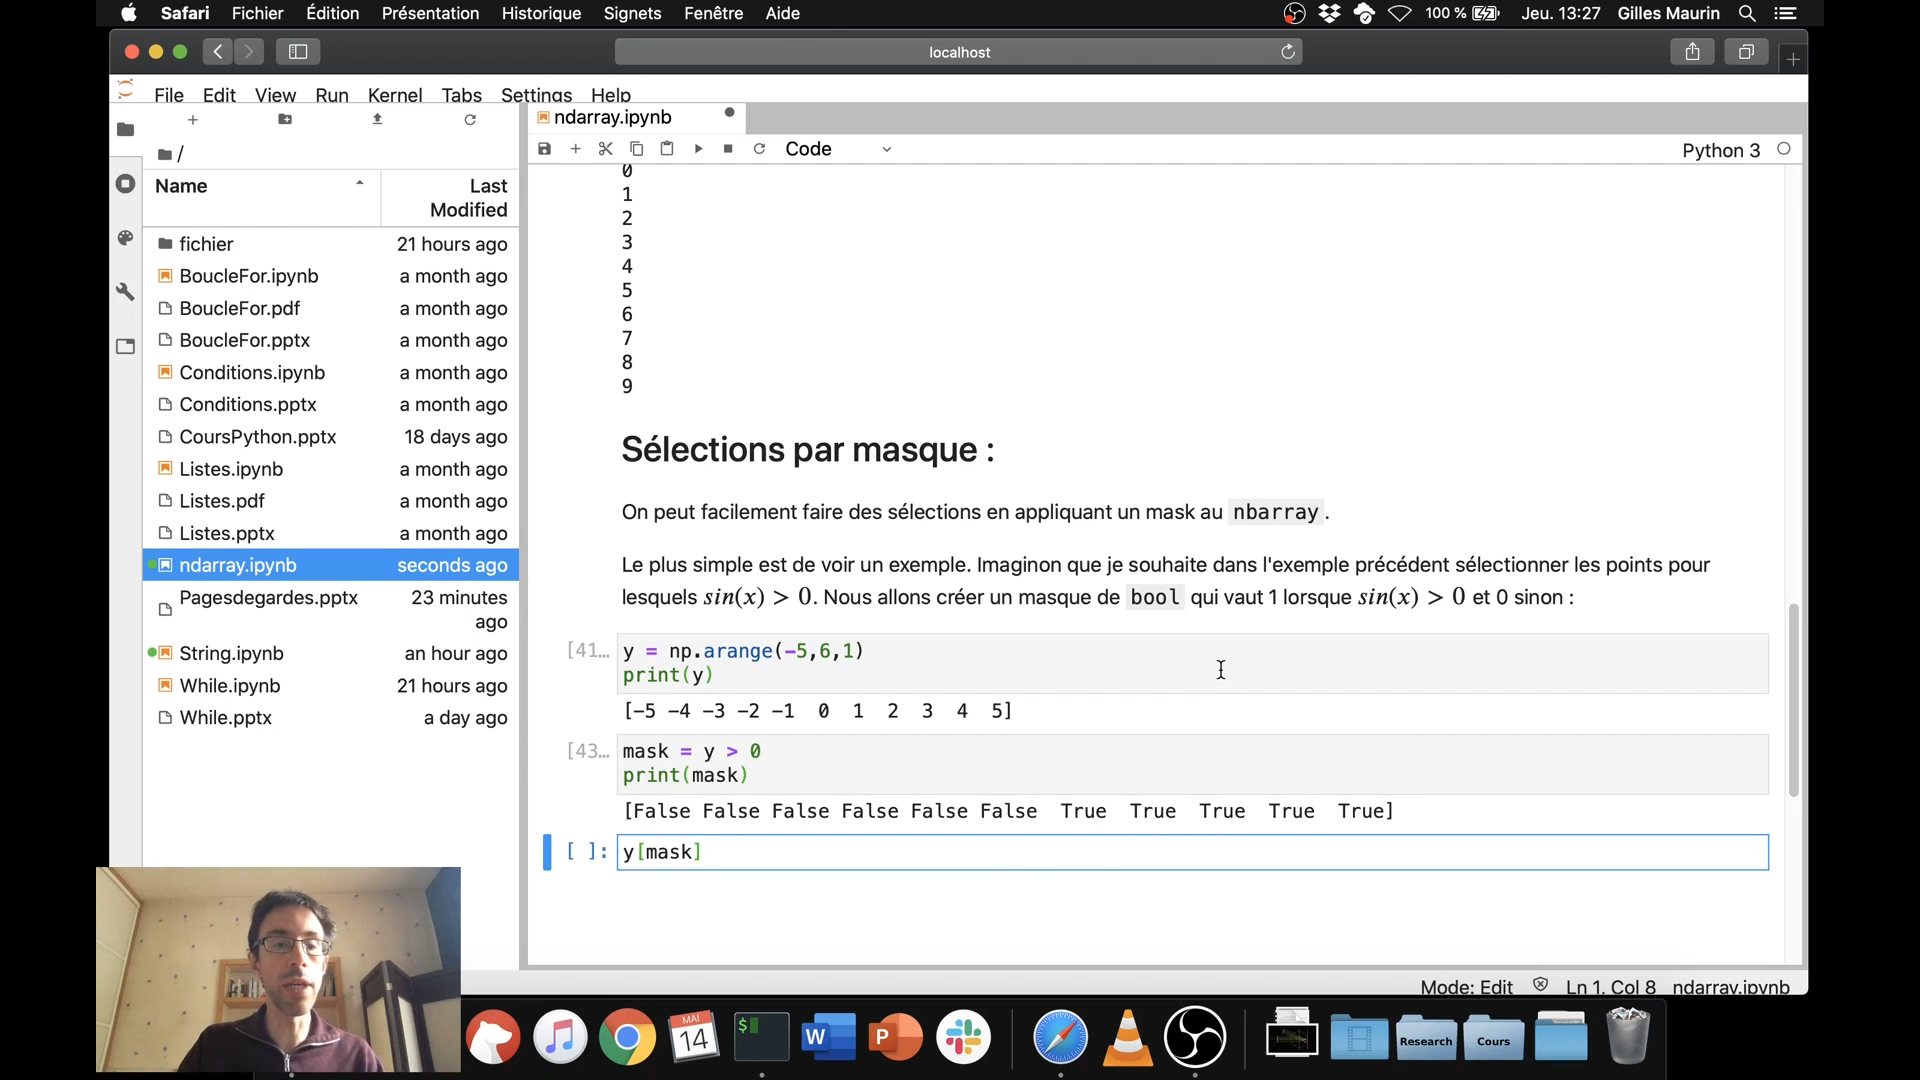 Safari Fichier Édition Présentation Historique Signets Fenêtre Aide 100 % Jeu. 13:27 Gilles Maurin
localhost
File Edit View Run Kernel Tabs Settings Help
ndarray.ipynb
Code
Python 3
/
Name
Last Modified
fichier 21 hours ago
BoucleFor.ipynb a month ago
BoucleFor.pdf a month ago
BoucleFor.pptx a month ago
Conditions.ipynb a month ago
Conditions.pptx a month ago
CoursPython.pptx 18 days ago
Listes.ipynb a month ago
Listes.pdf a month ago
Listes.pptx a month ago
ndarray.ipynb seconds ago
Pagesdegardes.pptx 23 minutes ago
String.ipynb an hour ago
While.ipynb 21 hours ago
While.pptx a day ago
0
1
2
3
4
5
6
7
8
9
Sélections par masque :
On peut facilement faire des sélections en appliquant un mask au nbarray .
Le plus simple est de voir un exemple. Imaginon que je souhaite dans l'exemple précédent sélectionner les points pour
lesquels sin(x) > 0. Nous allons créer un masque de bool qui vaut 1 lorsque sin(x) > 0 et 0 sinon :
[41… y = np.arange(-5,6,1)
print(y)
[-5 -4 -3 -2 -1 0 1 2 3 4 5]
[43… mask = y > 0
print(mask)
[False False False False False False True True True True True]
[ ]: y[mask]
Mode: Edit Ln 1, Col 8 ndarray.ipynb
MAI
14
$
W
P
Research
Cours